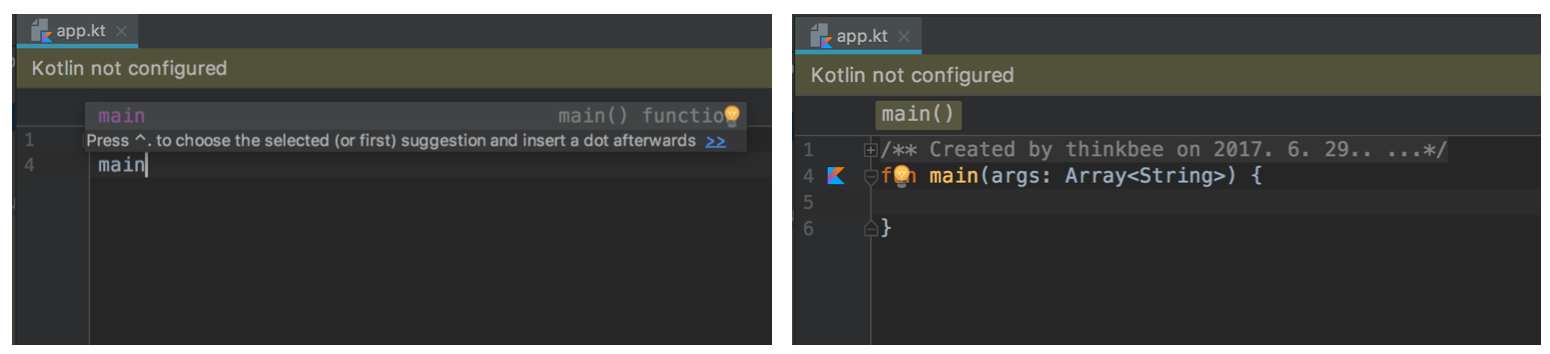 app.kt
Kotlin not configured
main main() functio
1 Press ^. to choose the selected (or first) suggestion and insert a dot afterwards >>
4 main
app.kt
Kotlin not configured
main()
1 /** Created by thinkbee on 2017. 6. 29.. ...*/
4 fun main(args: Array<String>) {
5
6 }